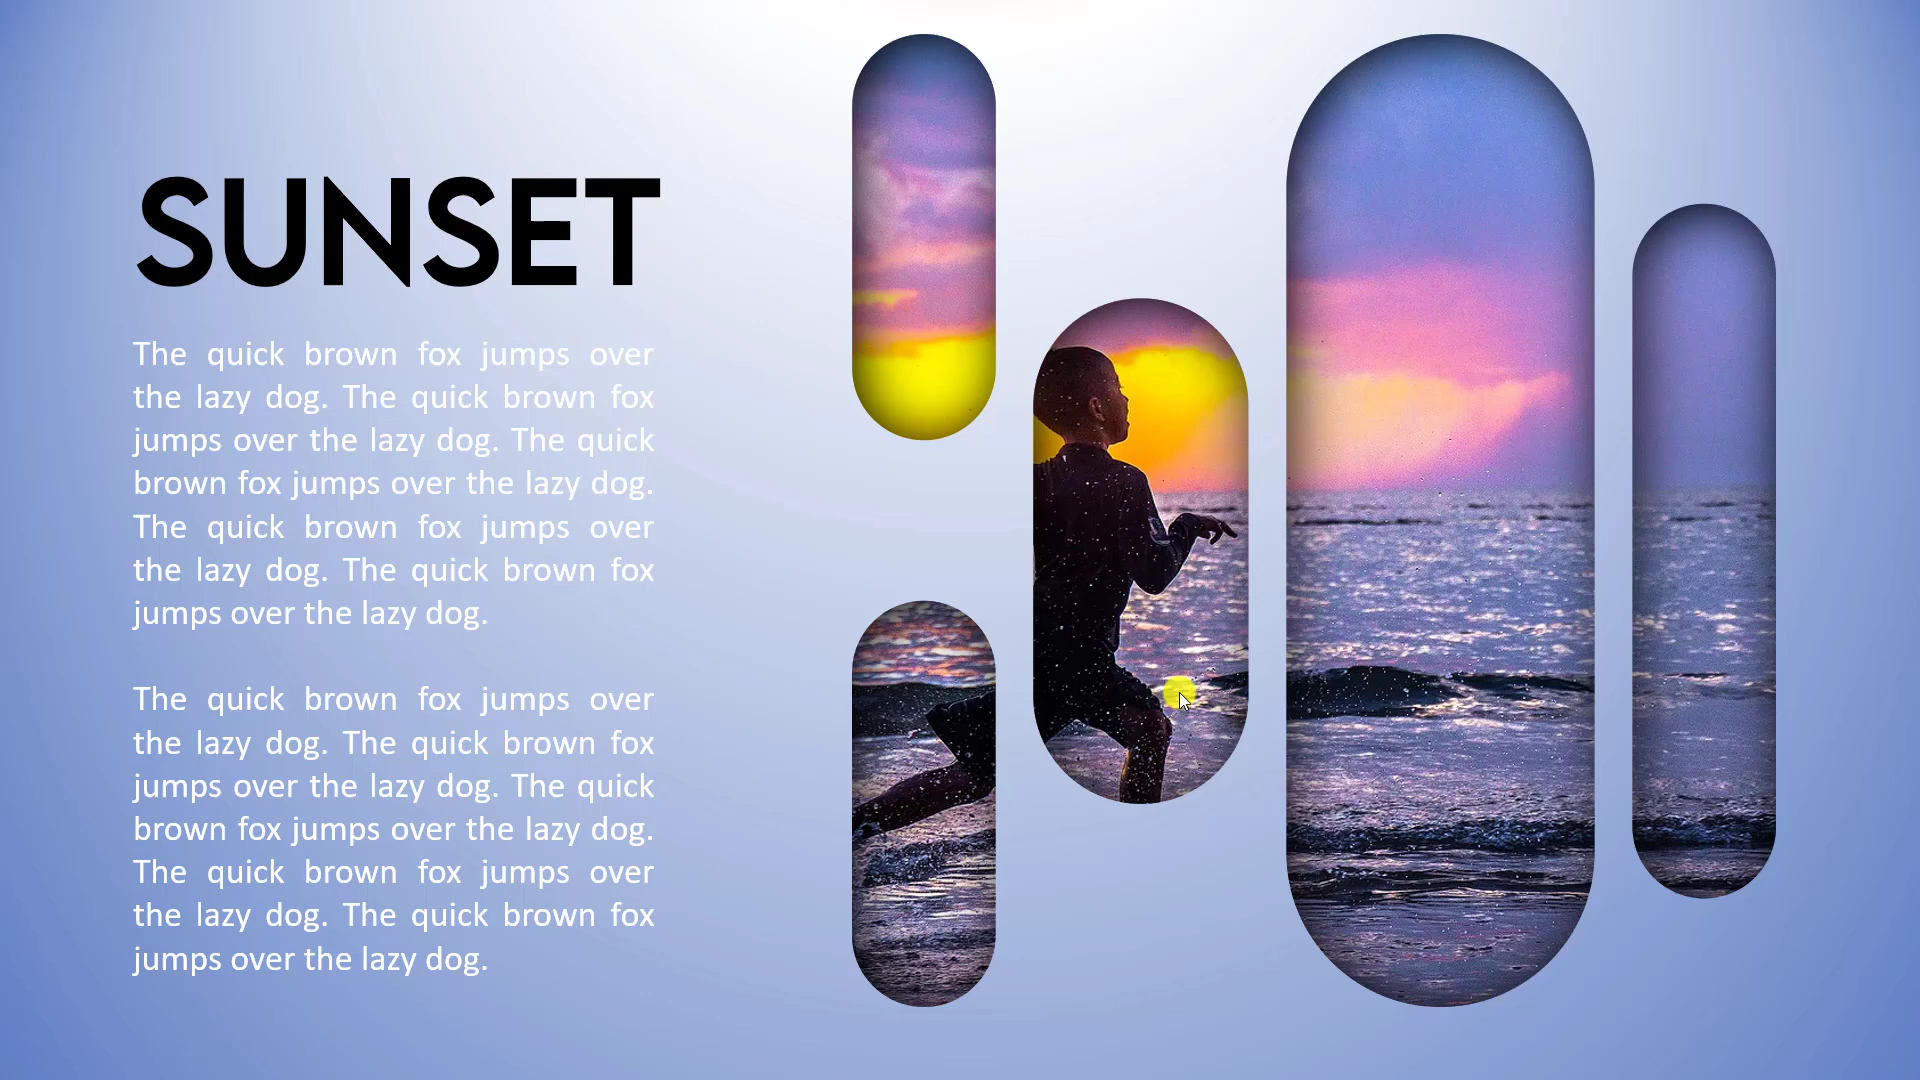 SUNSET
The quick brown fox jumps over
the lazy dog. The quick brown fox
jumps over the lazy dog. The quick
brown fox jumps over the lazy dog.
The quick brown fox jumps over
the lazy dog. The quick brown fox
jumps over the lazy dog.
The quick brown fox jumps over
the lazy dog. The quick brown fox
jumps over the lazy dog. The quick
brown fox jumps over the lazy dog.
The quick brown fox jumps over
the lazy dog. The quick brown fox
jumps over the lazy dog.